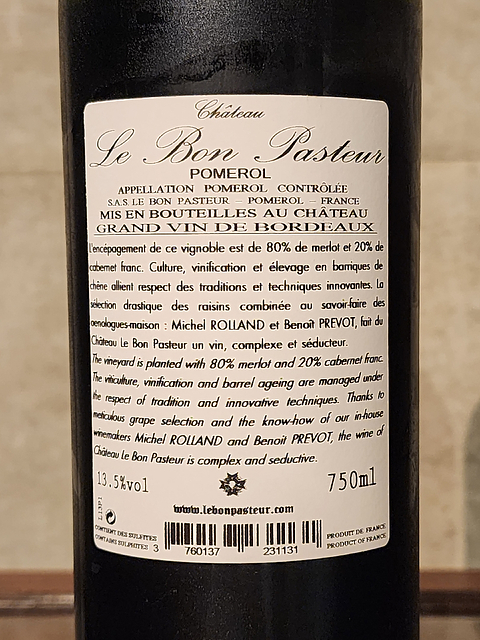 Château
Le Bon Pasteur
POMEROL
APPELLATION POMEROL CONTRÔLÉE
S.A.S. LE BON PASTEUR – POMEROL – FRANCE
MIS EN BOUTEILLES AU CHÂTEAU
GRAND VIN DE BORDEAUX
L'encépagement de ce vignoble est de 80% de merlot et 20% de
cabernet franc. Culture, vinification et élevage en barriques de
chêne allient respect des traditions et techniques innovantes. La
sélection drastique des raisins combinée au savoir-faire des
oenologues-maison : Michel ROLLAND et Benoît PREVOT, fait du
Château Le Bon Pasteur un vin, complexe et séducteur.
The vineyard is planted with 80% merlot and 20% cabernet franc.
The viticulture, vinification and barrel ageing are managed under
the respect of tradition and innovative techniques. Thanks to
meticulous grape selection and the know-how of our in-house
winemakers Michel ROLLAND and Benoit PREVOT, the wine of
Château Le Bon Pasteur is complex and seductive.
13.5%vol
750ml
L13P1
www.lebonpasteur.com
CONTIENT DES SULFITES
CONTAINS SULPHITES
3 760137 231131
PRODUIT DE FRANCE
PRODUCT OF FRANCE